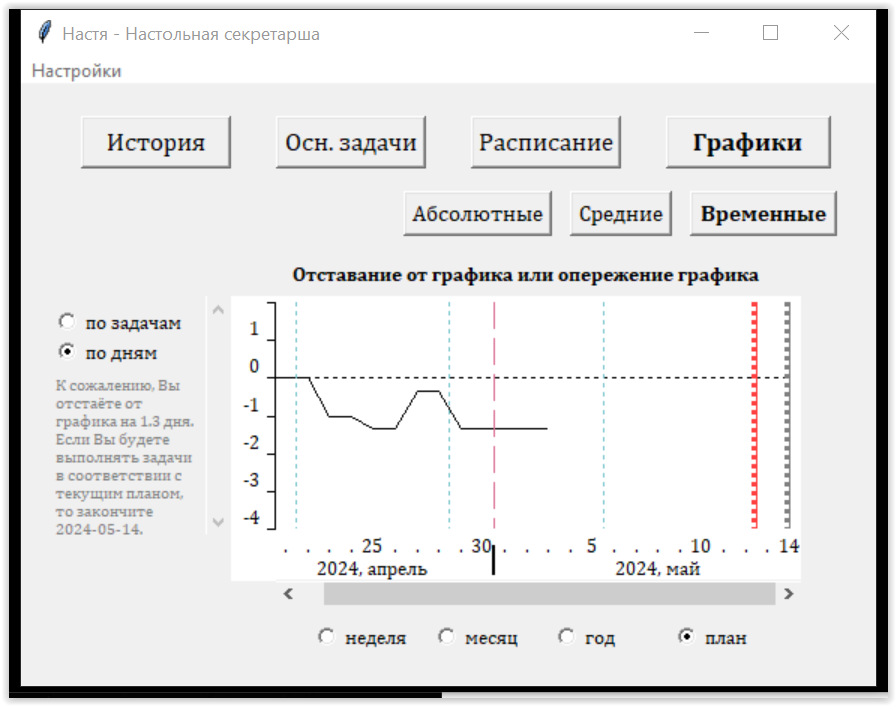 Настя - Настольная секретарша
Настройки
История Осн. задачи Расписание Графики
Абсолютные Средние Временные
Отставание от графика или опережение графика
по задачам
по дням
К сожалению, Вы
отстаёте от
графика на 1.3 дня.
Если Вы будете
выполнять задачи
в соответствии с
текущим планом,
то закончите
2024-05-14.
1
0
-1
-2
-3
-4
. . . . 25 . . . . 30 . . . . 5 . . . . 10 . . . 14
2024, апрель 2024, май
неделя месяц год план